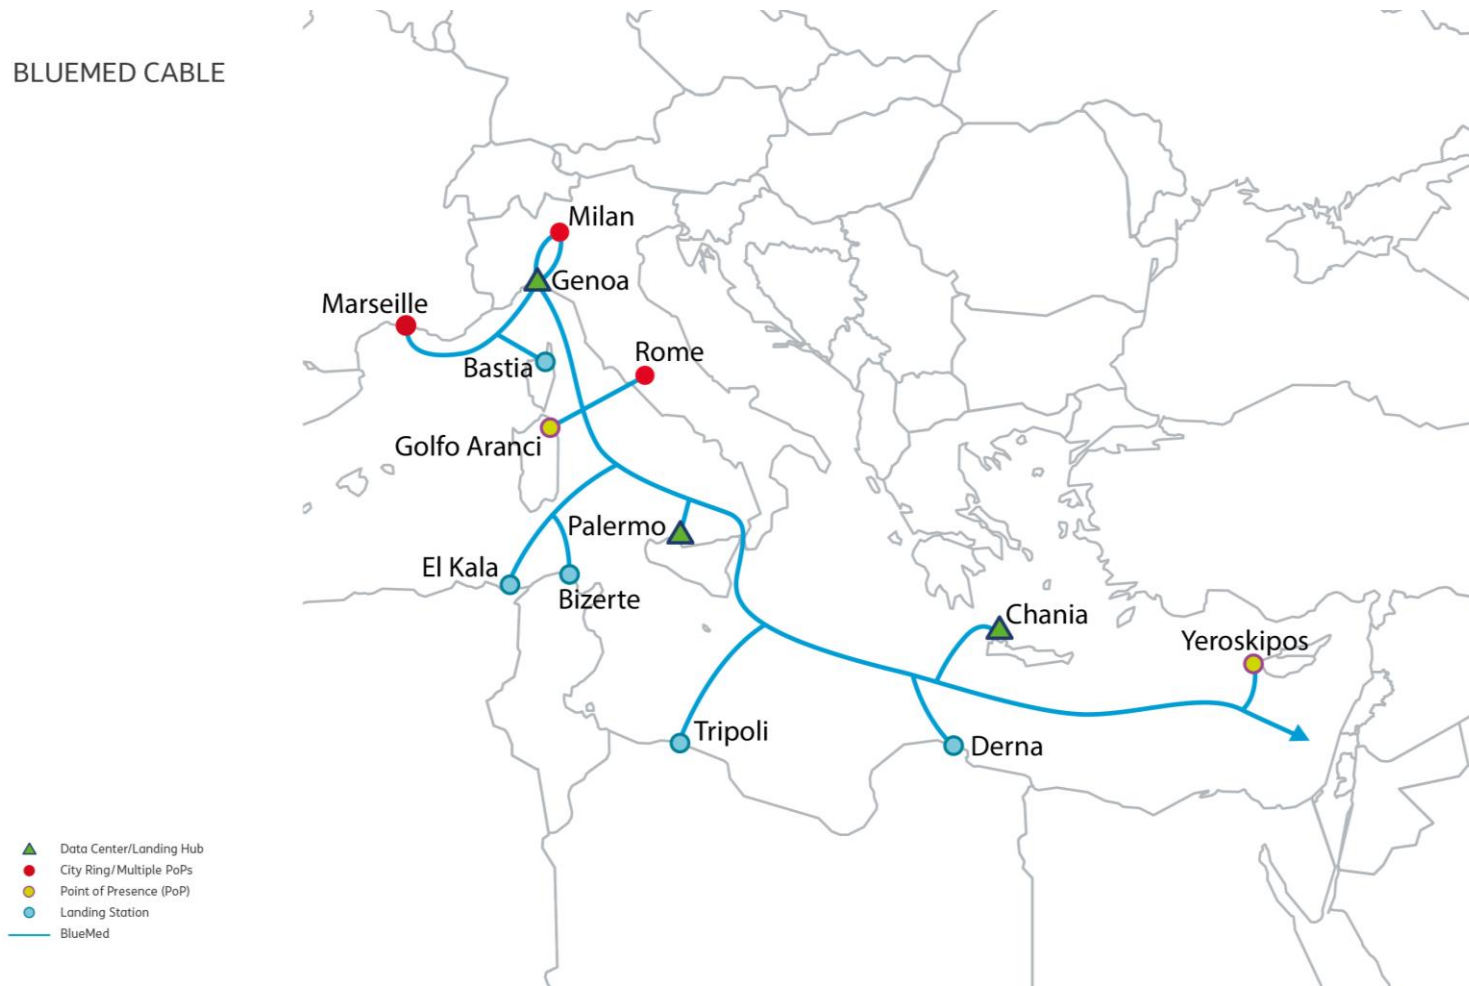 BLUEMED CABLE
Milan
Genoa
Marseille
Rome
Bastia
Golfo Aranci
Palermo
El Kala
Bizerte
Chania
Yeroskipos
Tripoli
Derna
Data Center/Landing Hub
City Ring/Multiple PoPs
Point of Presence (PoP)
Landing Station
BlueMed